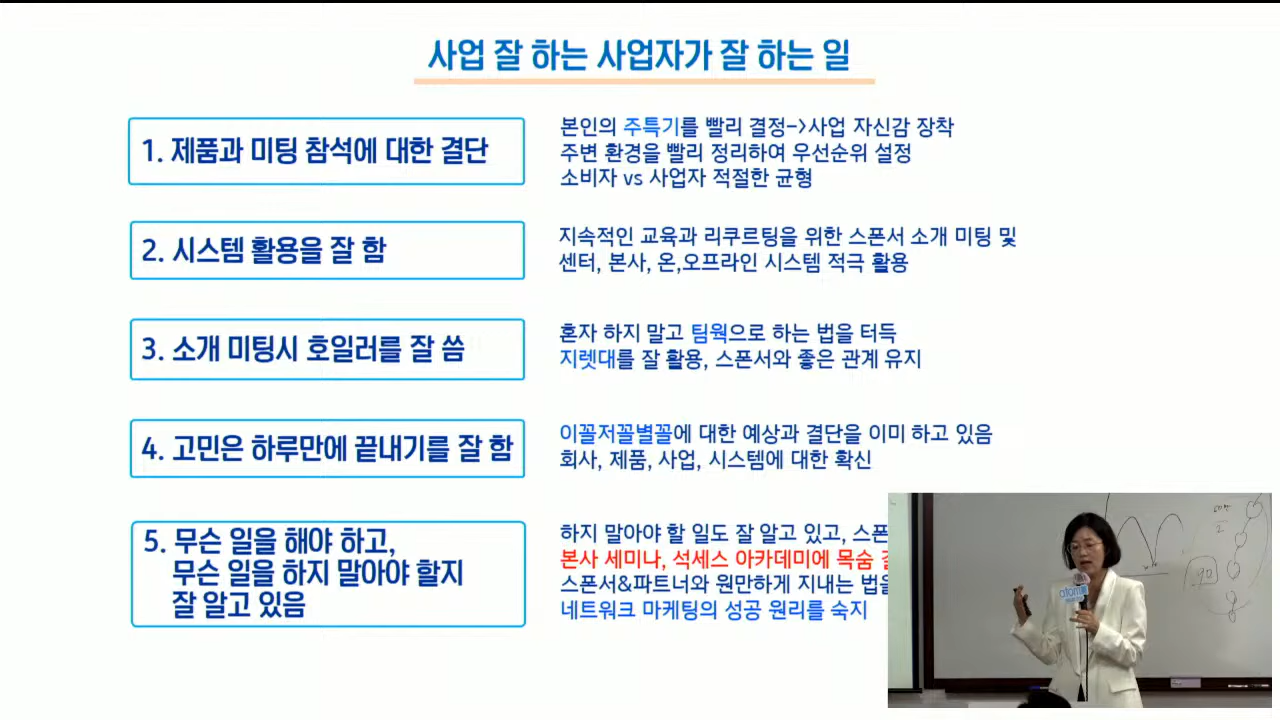 사업 잘 하는 사업자가 잘 하는 일
1. 제품과 미팅 참석에 대한 결단
본인의 주특기를 빨리 결정->사업 자신감 장착
주변 환경을 빨리 정리하여 우선순위 설정
소비자 vs 사업자 적절한 균형
2. 시스템 활용을 잘 함
지속적인 교육과 리쿠르팅을 위한 스폰서 소개 미팅 및
센터, 본사, 온,오프라인 시스템 적극 활용
3. 소개 미팅시 호일러를 잘 씀
혼자 하지 말고 팀웍으로 하는 법을 터득
지렛대를 잘 활용, 스폰서와 좋은 관계 유지
4. 고민은 하루만에 끝내기를 잘 함
이꼴저꼴별꼴에 대한 예상과 결단을 이미 하고 있음
회사, 제품, 사업, 시스템에 대한 확신
5. 무슨 일을 해야 하고,
무슨 일을 하지 말아야 할지
잘 알고 있음
하지 말아야 할 일도 잘 알고 있고, 스폰
본사 세미나, 석세스 아카데미에 목숨
스폰서&파트너와 원만하게 지내는 법을
네트워크 마케팅의 성공 원리를 숙지
atom美
90